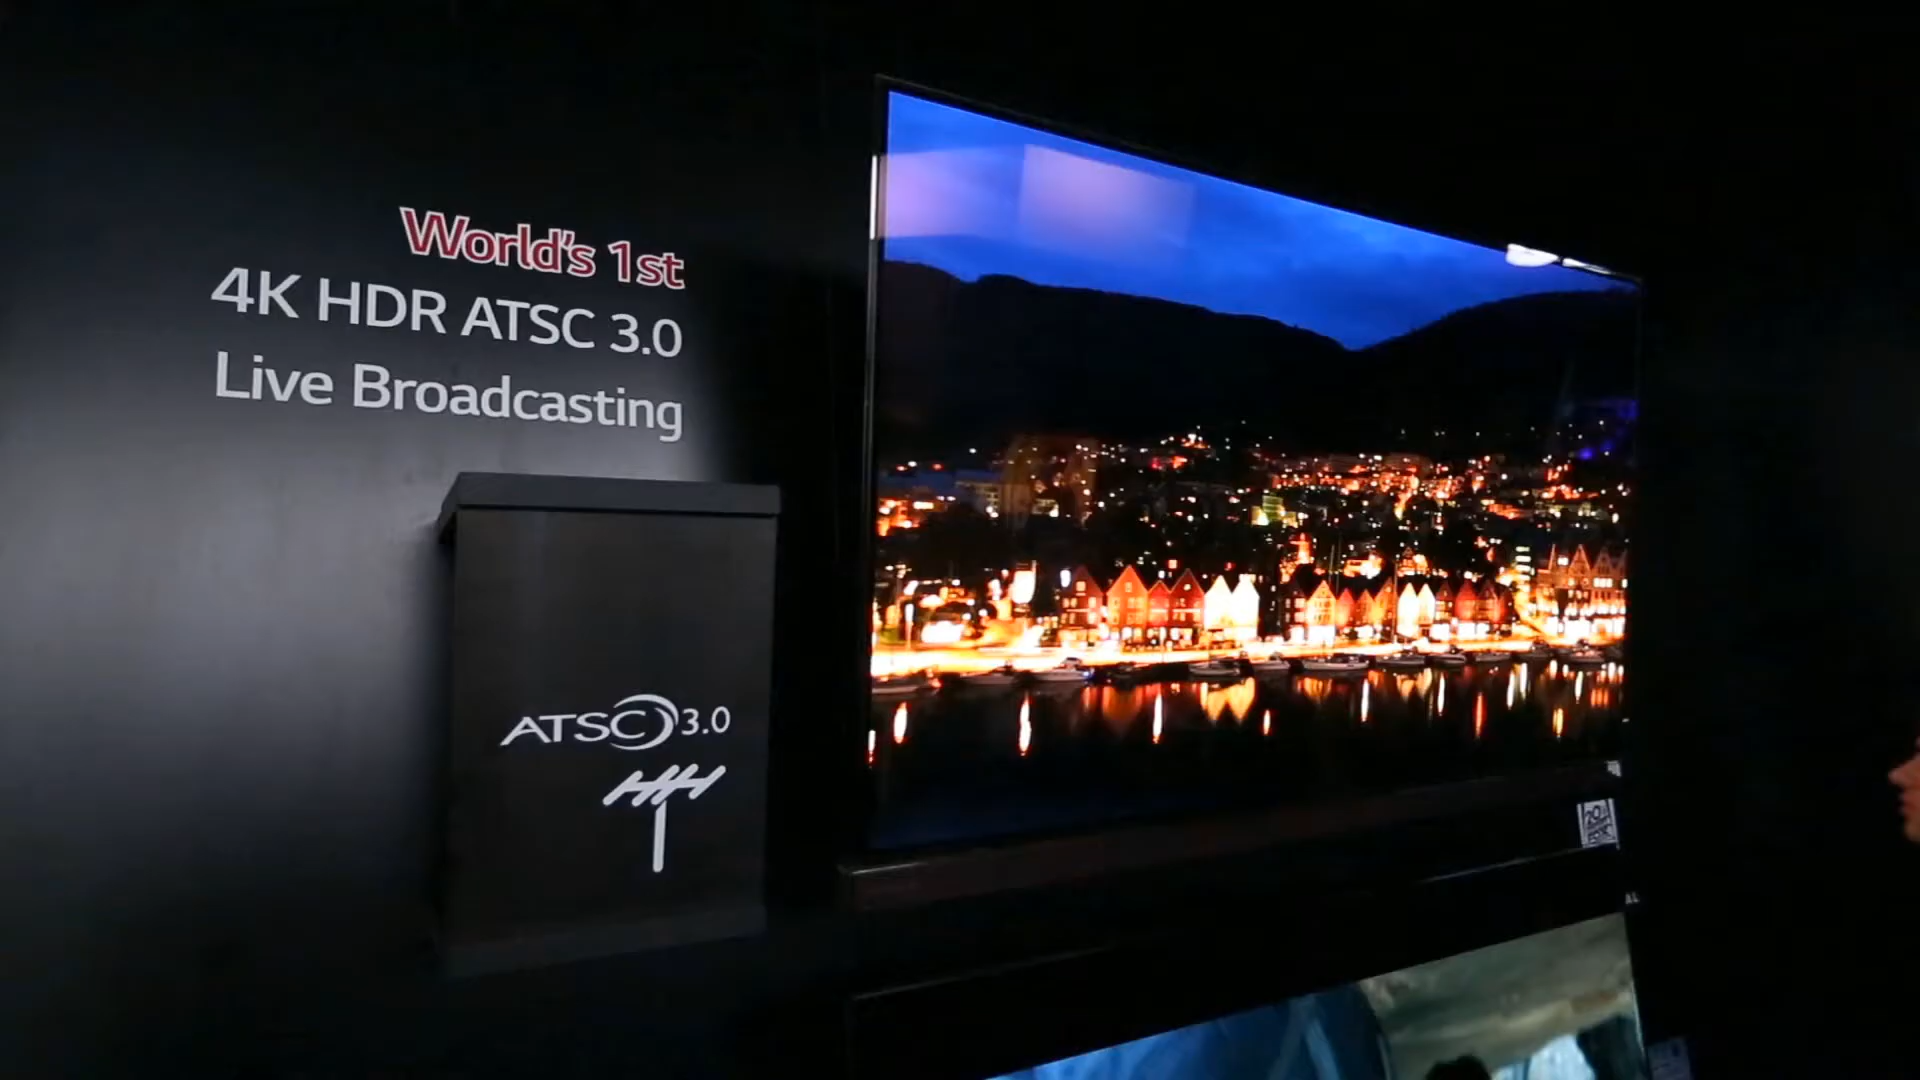 World's 1st
4K HDR ATSC 3.0
Live Broadcasting
ATSC 3.0